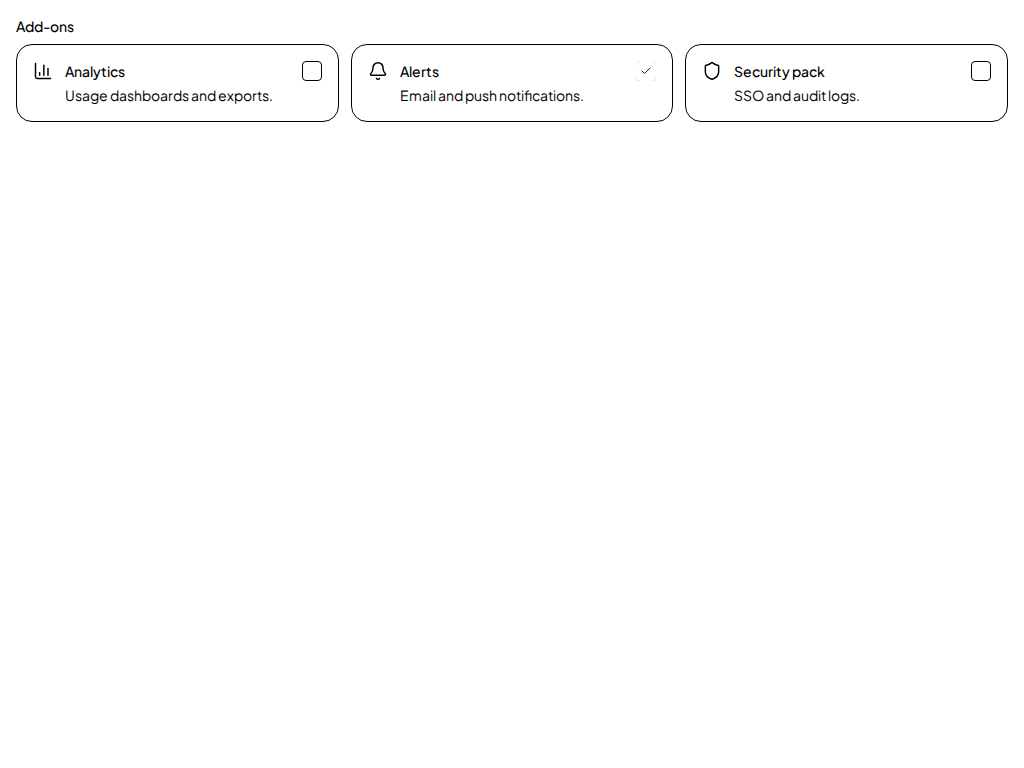 Add-ons
Analytics
Usage dashboards and exports.
Alerts
Email and push notifications.
Security pack
SSO and audit logs.